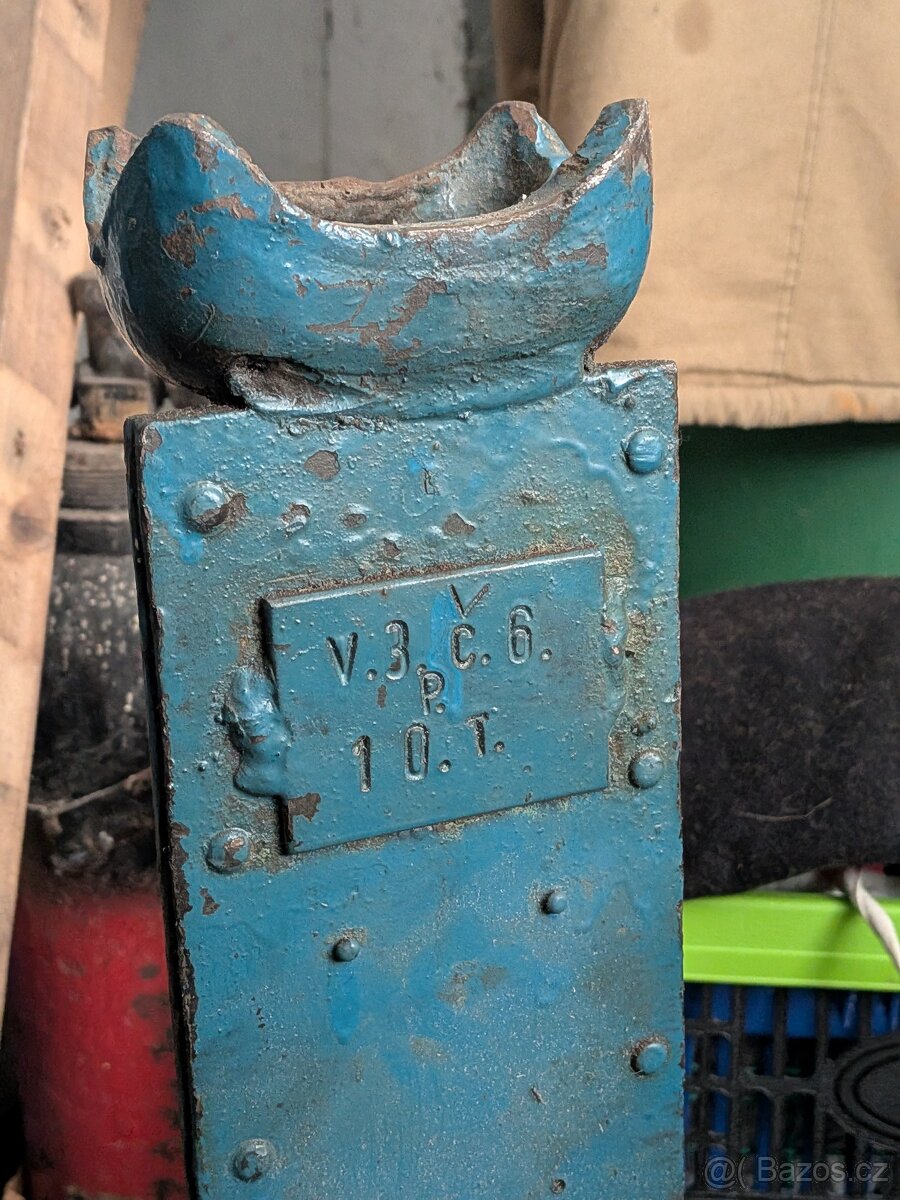 V.3.Č.6.
P.
10.T.
@( Bazos.cz